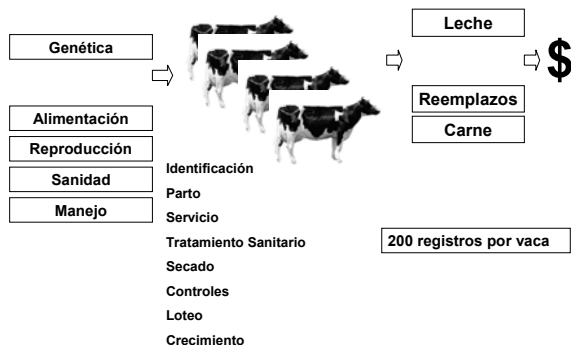 Genética
Alimentación
Reproducción
Sanidad
Manejo
Identificación
Parto
Servicio
Tratamiento Sanitario
Secado
Controles
Loteo
Crecimiento
Leche
Reemplazos
Carne
$
200 registros por vaca